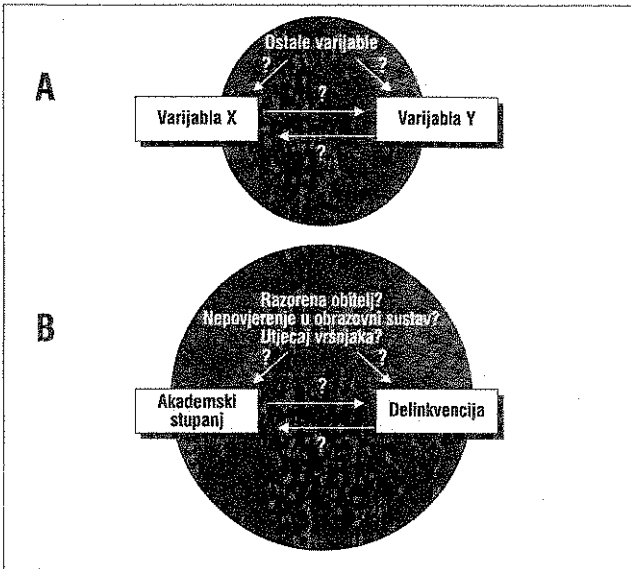 A
Ostale varijable
? ?
?
Varijabla X Varijabla Y
?
B
Razorena obitelj?
Nepovjerenje u obrazovni sustav?
Utjecaj vršnjaka?
? ?
?
Akademski
stupanj
Delinkvencija
?